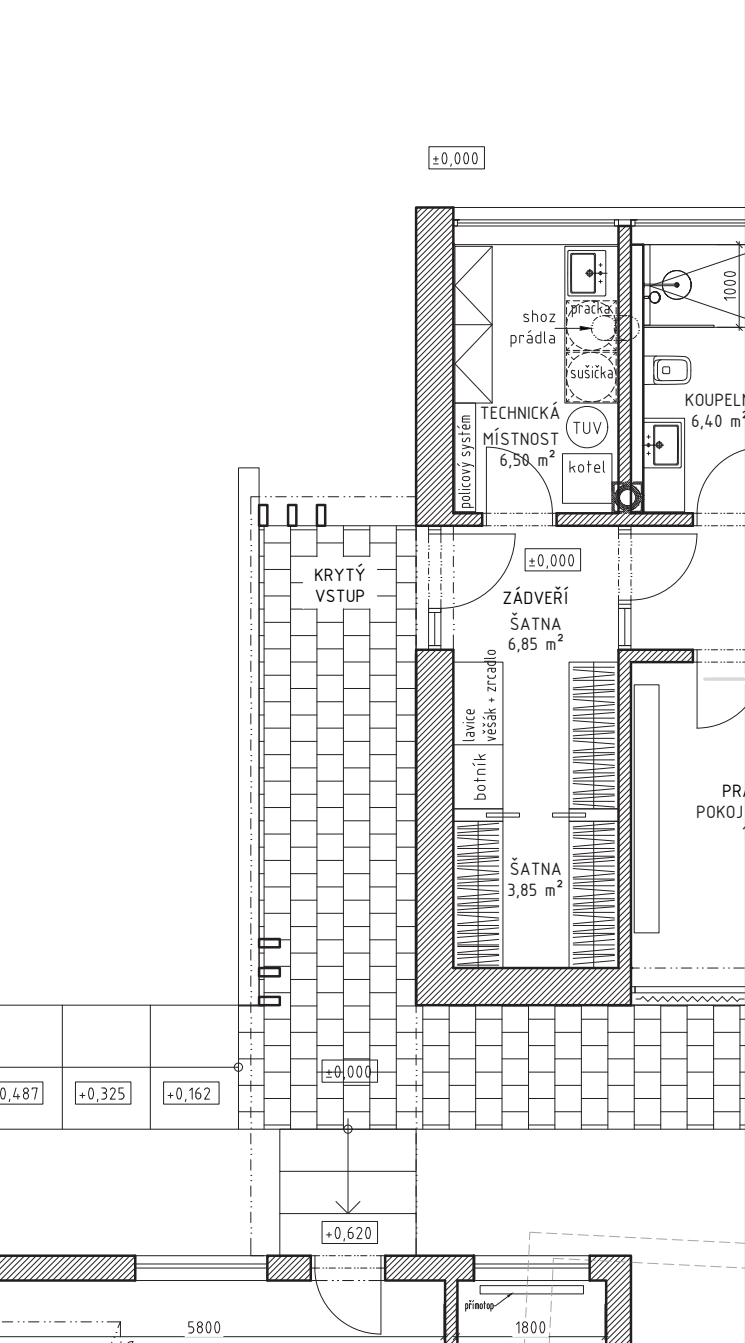 ±0,000
1000
pračka
shoz
prádla
sušička
TECHNICKÁ
MÍSTNOST
6,50 m²
policový systém
TUV
kotel
6,40 m²
±0,000
KRYTÝ
VSTUP
ZÁDVEŘÍ
ŠATNA
6,85 m²
lavice
věšák + zrcadlo
botník
POKOJ
ŠATNA
3,85 m²
±0,000
0,487
+0,325
+0,162
+0,620
přímotop
5800
1800